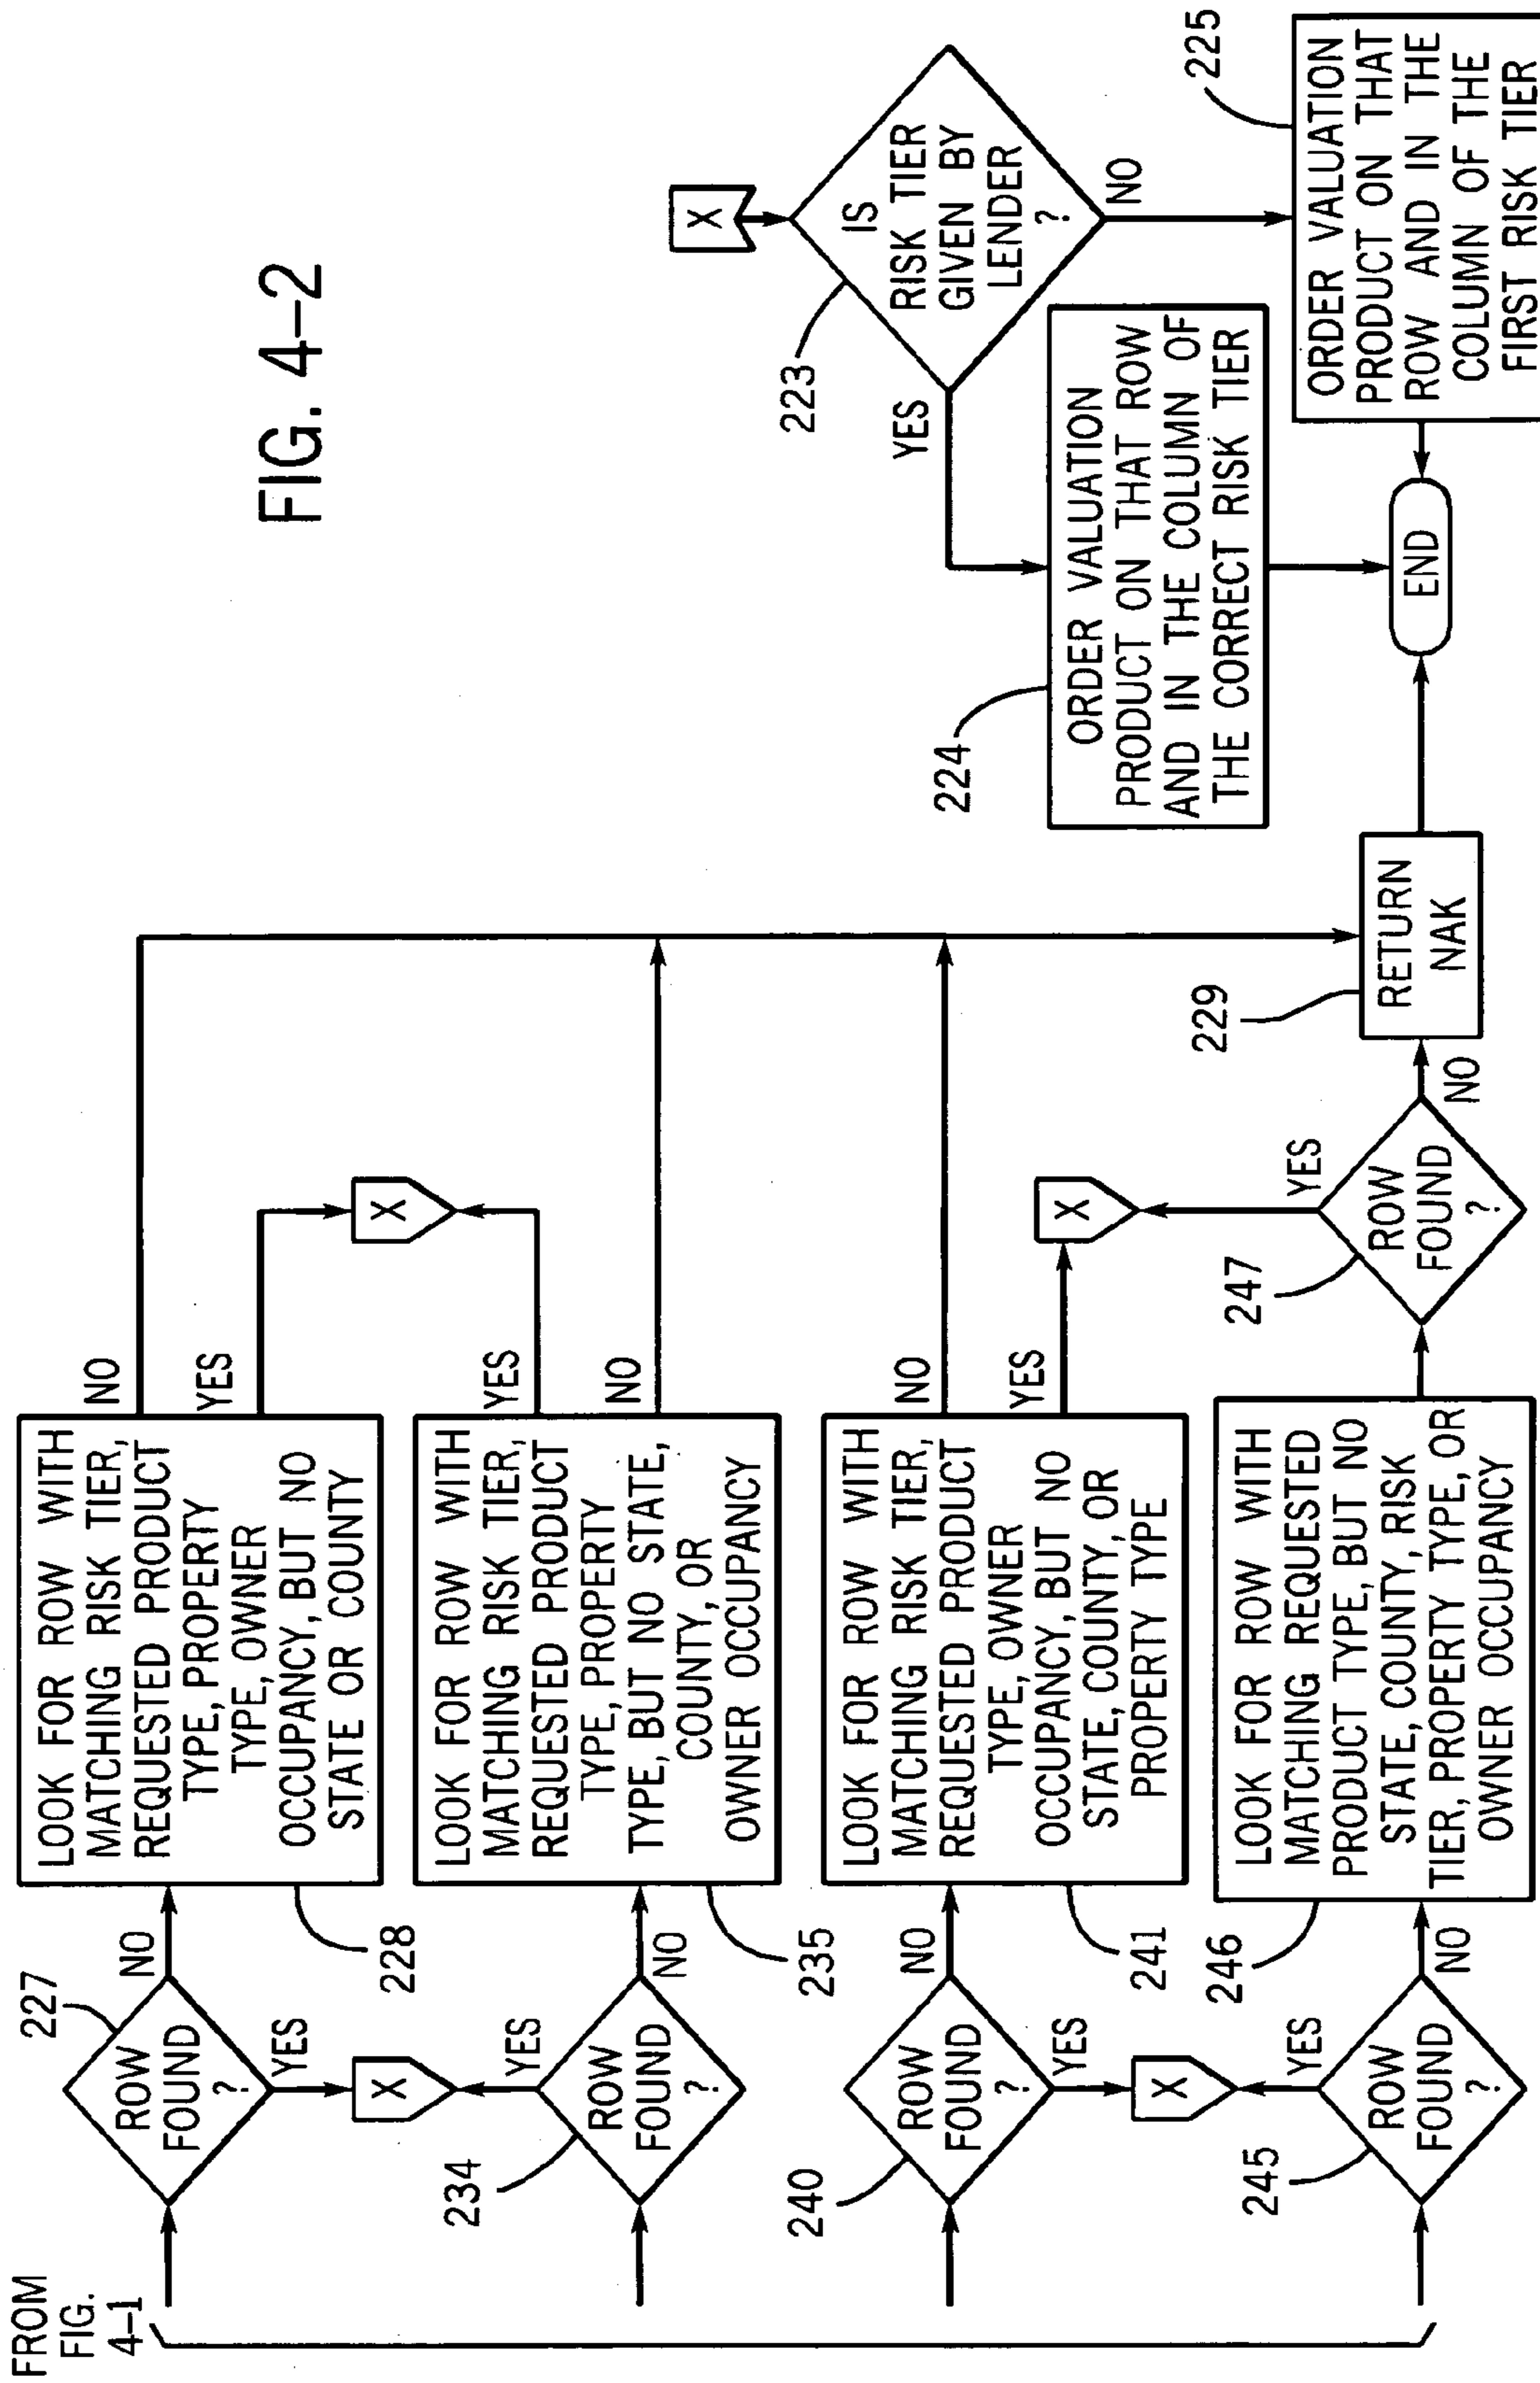 FIG. 4-2
FROM
FIG.
4-1
227
ROW
FOUND
?
NO
YES
X
LOOK FOR ROW WITH
MATCHING RISK TIER,
REQUESTED PRODUCT
TYPE, PROPERTY
TYPE, OWNER
OCCUPANCY, BUT NO
STATE OR COUNTY
228
NO
YES
X
234
ROW
FOUND
?
YES
NO
LOOK FOR ROW WITH
MATCHING RISK TIER,
REQUESTED PRODUCT
TYPE, PROPERTY
TYPE, BUT NO STATE,
COUNTY, OR
OWNER OCCUPANCY
235
YES
NO
240
ROW
FOUND
?
NO
YES
X
LOOK FOR ROW WITH
MATCHING RISK TIER,
REQUESTED PRODUCT
TYPE, OWNER
OCCUPANCY, BUT NO
STATE, COUNTY, OR
PROPERTY TYPE
241
NO
YES
X
245
ROW
FOUND
?
YES
NO
LOOK FOR ROW WITH
MATCHING REQUESTED
PRODUCT TYPE, BUT NO
STATE, COUNTY, RISK
TIER, PROPERTY TYPE, OR
OWNER OCCUPANCY
246
247
ROW
FOUND
?
YES
NO
229
RETURN
NAK
X
223
IS
RISK TIER
GIVEN BY
LENDER
?
YES
NO
224
ORDER VALUATION
PRODUCT ON THAT ROW
AND IN THE COLUMN OF
THE CORRECT RISK TIER
225
ORDER VALUATION
PRODUCT ON THAT
ROW AND IN THE
COLUMN OF THE
FIRST RISK TIER
END